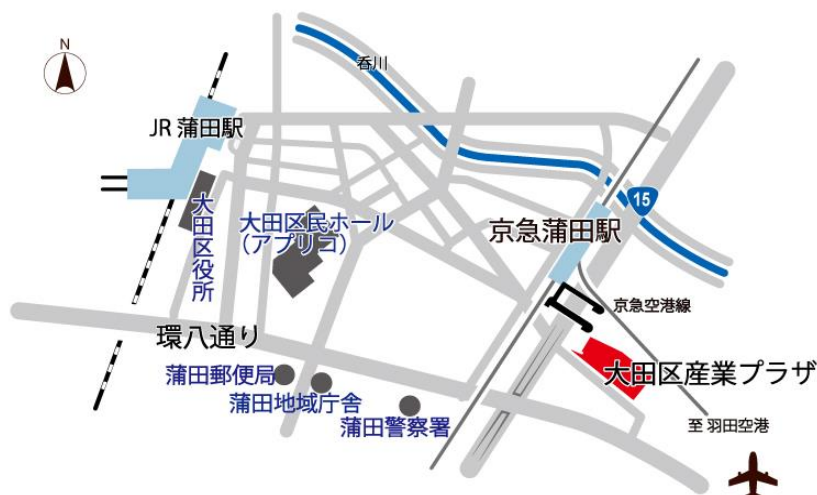 N
呑川
JR 蒲田駅
15
大田区役所
大田区民ホール
（アプリコ）
京急蒲田駅
京急空港線
環八通り
蒲田郵便局
大田区産業プラザ
蒲田地域庁舎
蒲田警察署
至 羽田空港